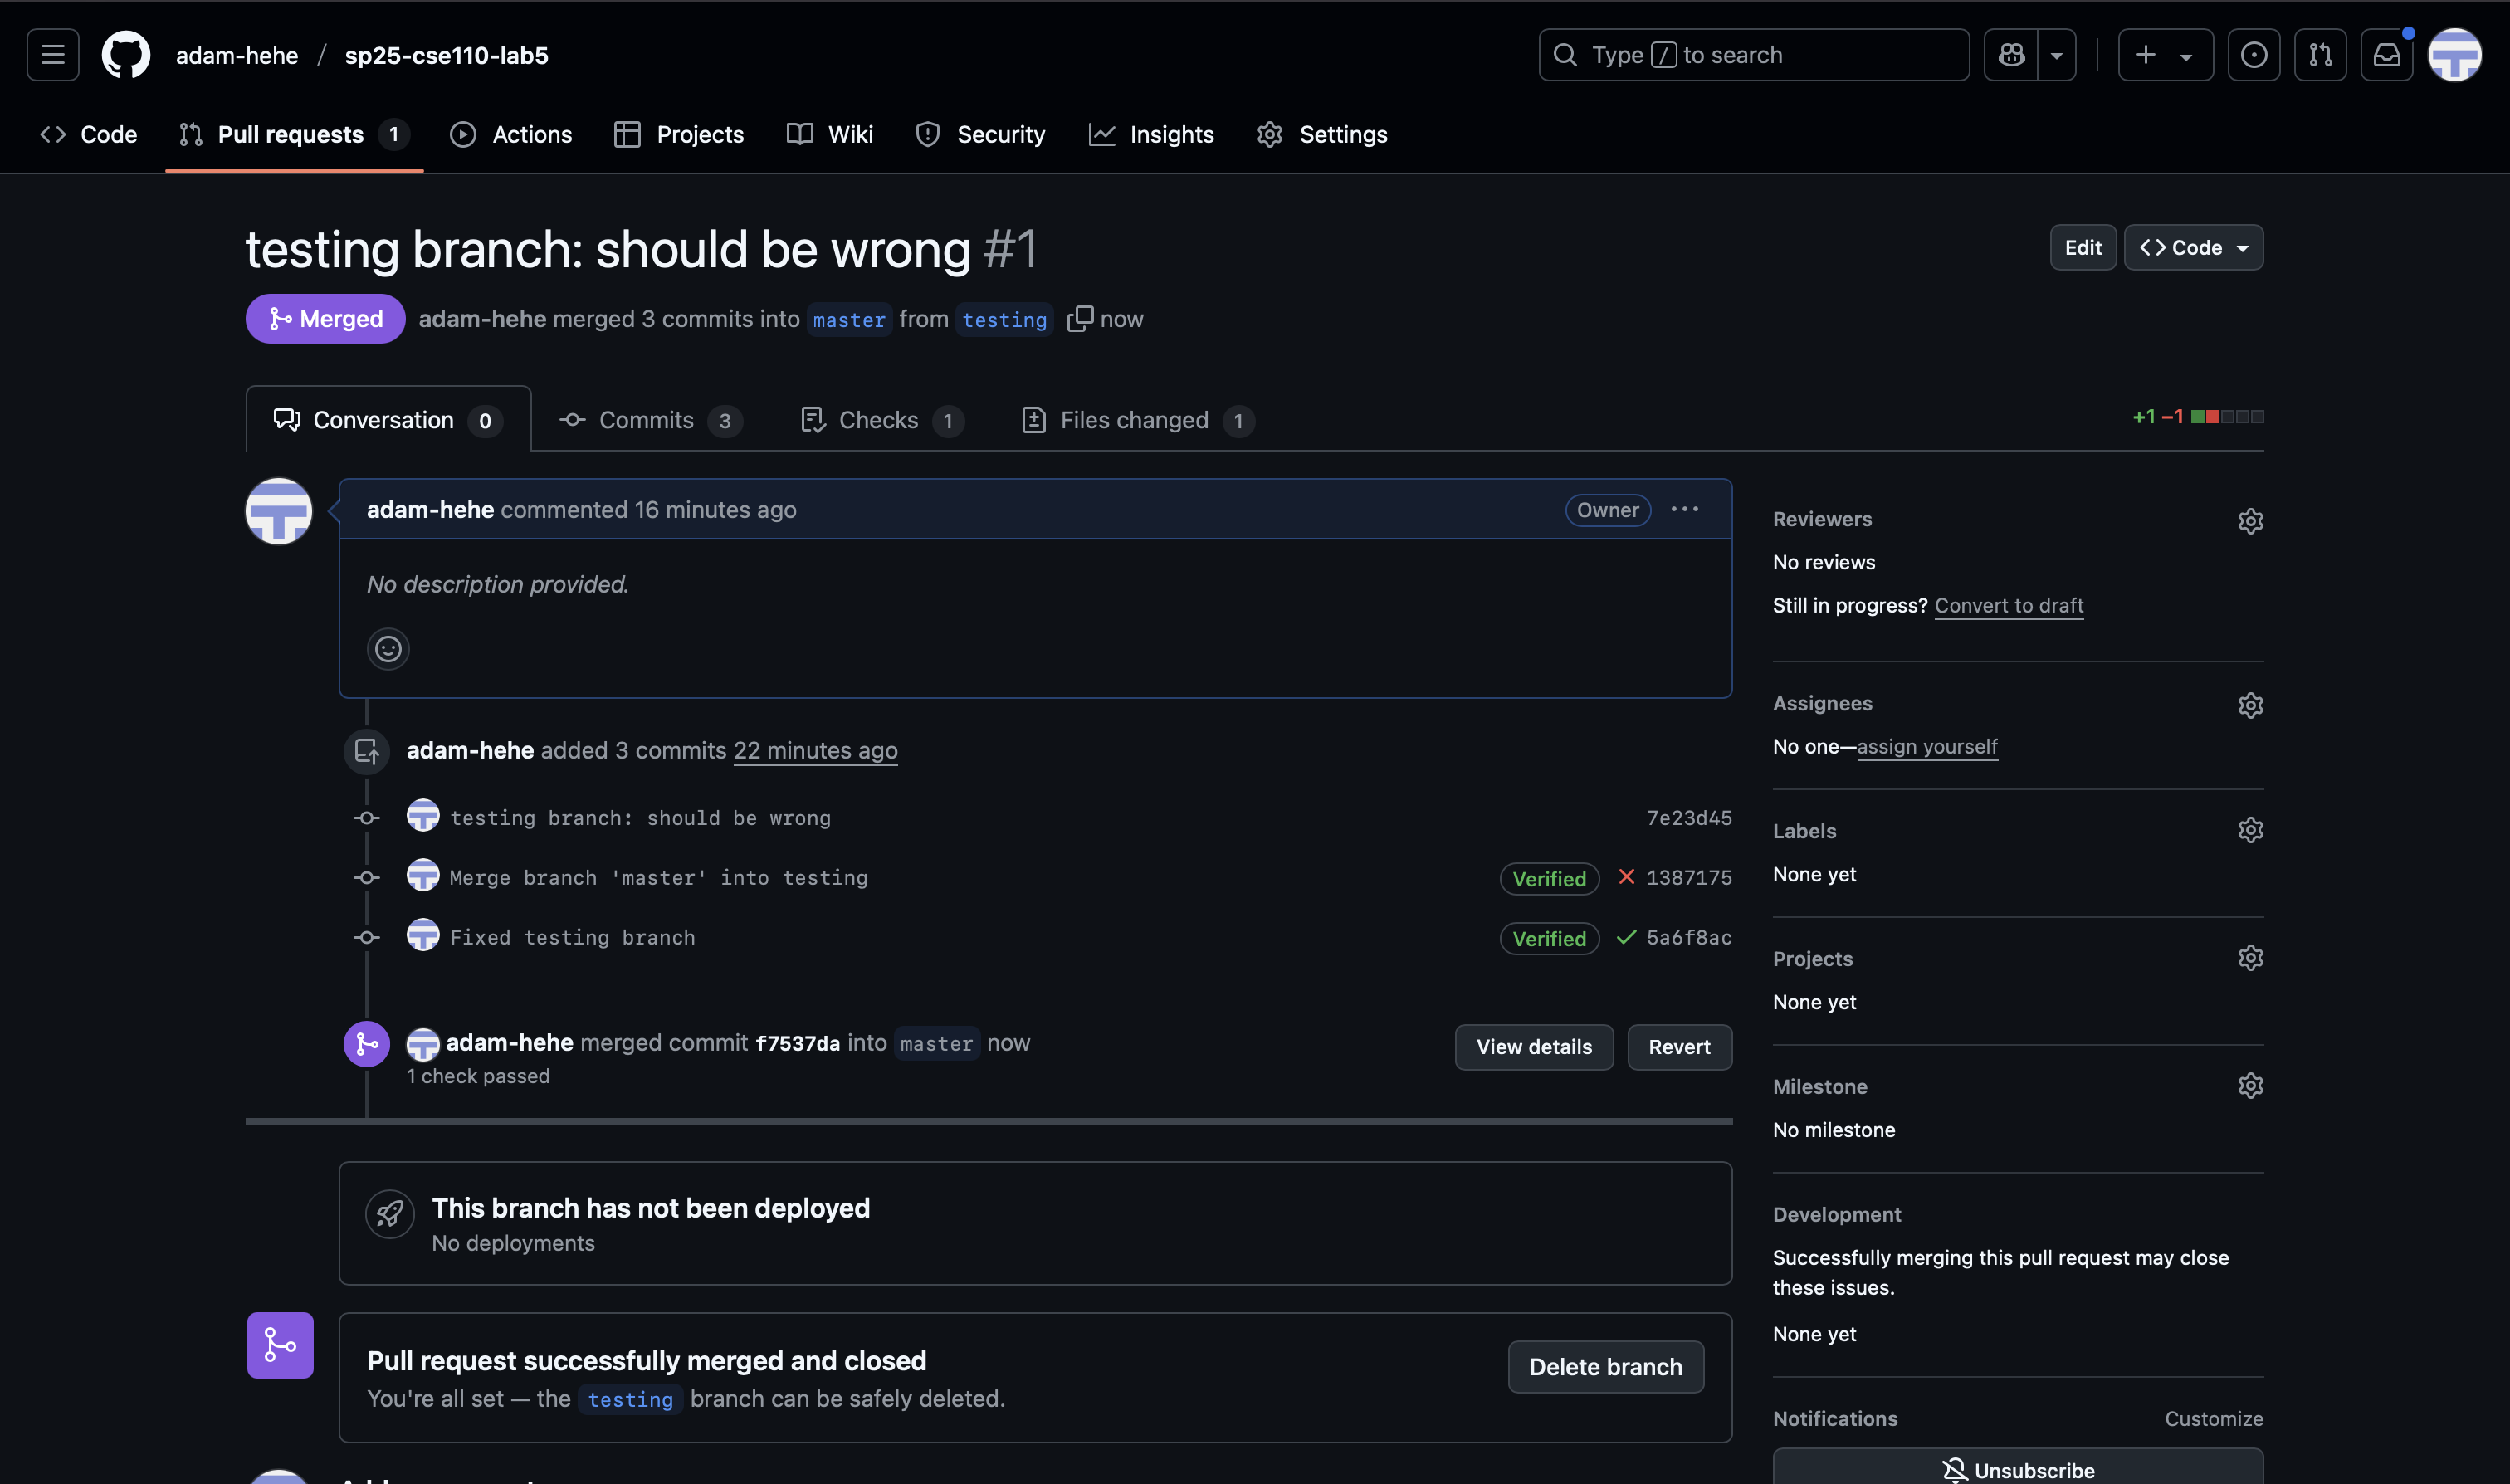 adam-hehe / sp25-cse110-lab5
Type / to search
Code
Pull requests 1
Actions
Projects
Wiki
Security
Insights
Settings
testing branch: should be wrong #1
Edit
<> Code
Merged
adam-hehe merged 3 commits into master from testing now
Conversation 0
Commits 3
Checks 1
Files changed 1
+1 −1
adam-hehe commented 16 minutes ago
Owner
No description provided.
adam-hehe added 3 commits 22 minutes ago
testing branch: should be wrong 7e23d45
Merge branch 'master' into testing Verified 1387175
Fixed testing branch Verified 5a6f8ac
adam-hehe merged commit f7537da into master now
1 check passed
View details
Revert
This branch has not been deployed
No deployments
Pull request successfully merged and closed
You're all set — the testing branch can be safely deleted.
Delete branch
Reviewers
No reviews
Still in progress? Convert to draft
Assignees
No one—assign yourself
Labels
None yet
Projects
None yet
Milestone
No milestone
Development
Successfully merging this pull request may close
these issues.
None yet
Notifications
Customize
Unsubscribe